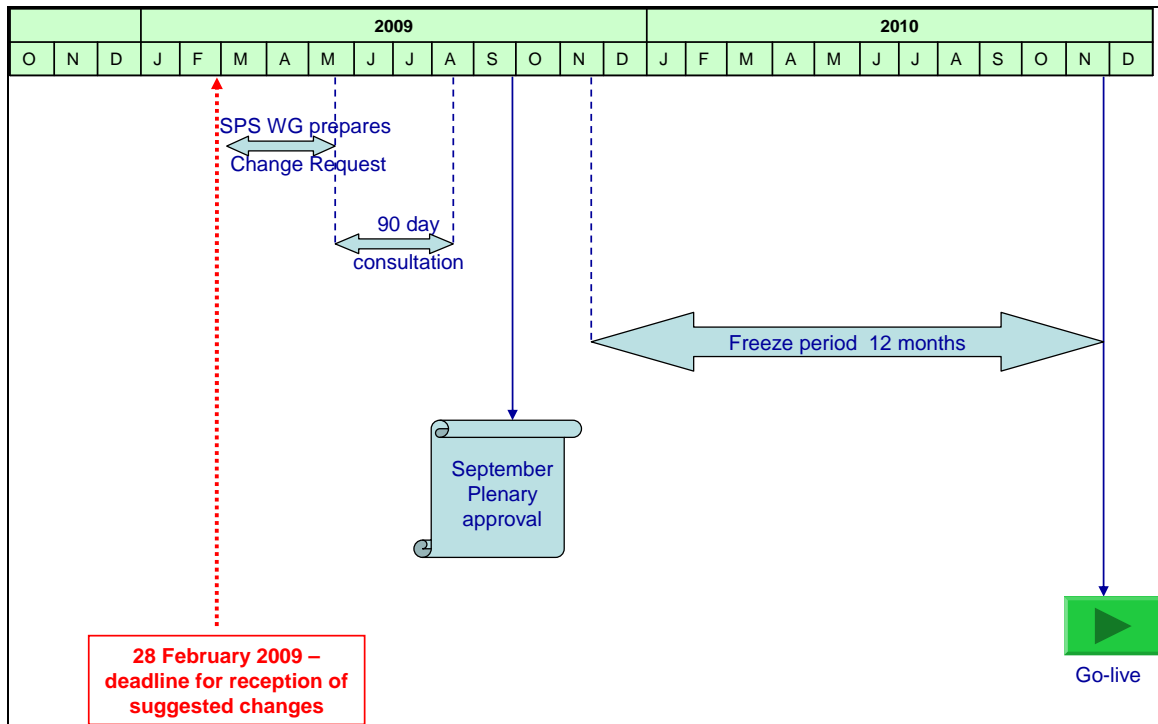 2009
2010
O N D J F M A M J J A S O N D J F M A M J J A S O N D
SPS WG prepares
Change Request
90 day
consultation
Freeze period 12 months
September
Plenary
approval
28 February 2009 –
deadline for reception of
suggested changes
Go-live